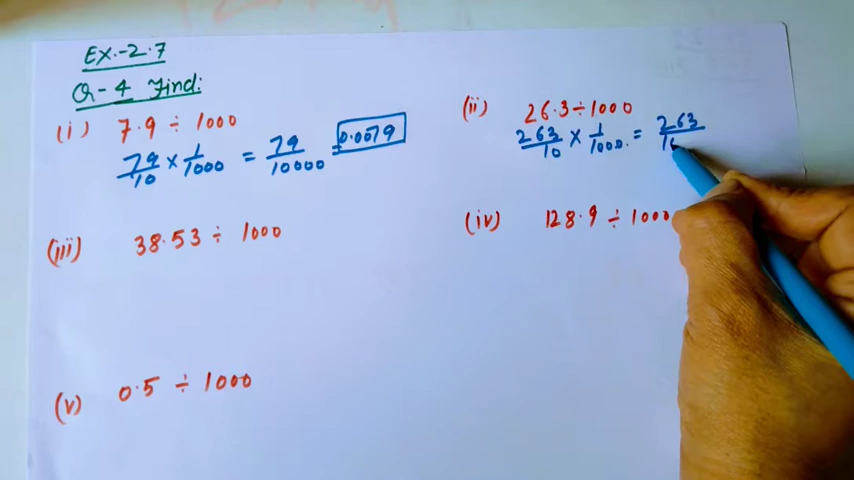 Ex.-2.7
Q-4 Find:
(i) 7.9 ÷ 1000
79/10 × 1/1000 = 79/10000 = 0.0079
(ii) 26.3 ÷ 1000
263/10 × 1/1000 = 263/10
(iii) 38.53 ÷ 1000
(iv) 128.9 ÷ 1000
(v) 0.5 ÷ 1000